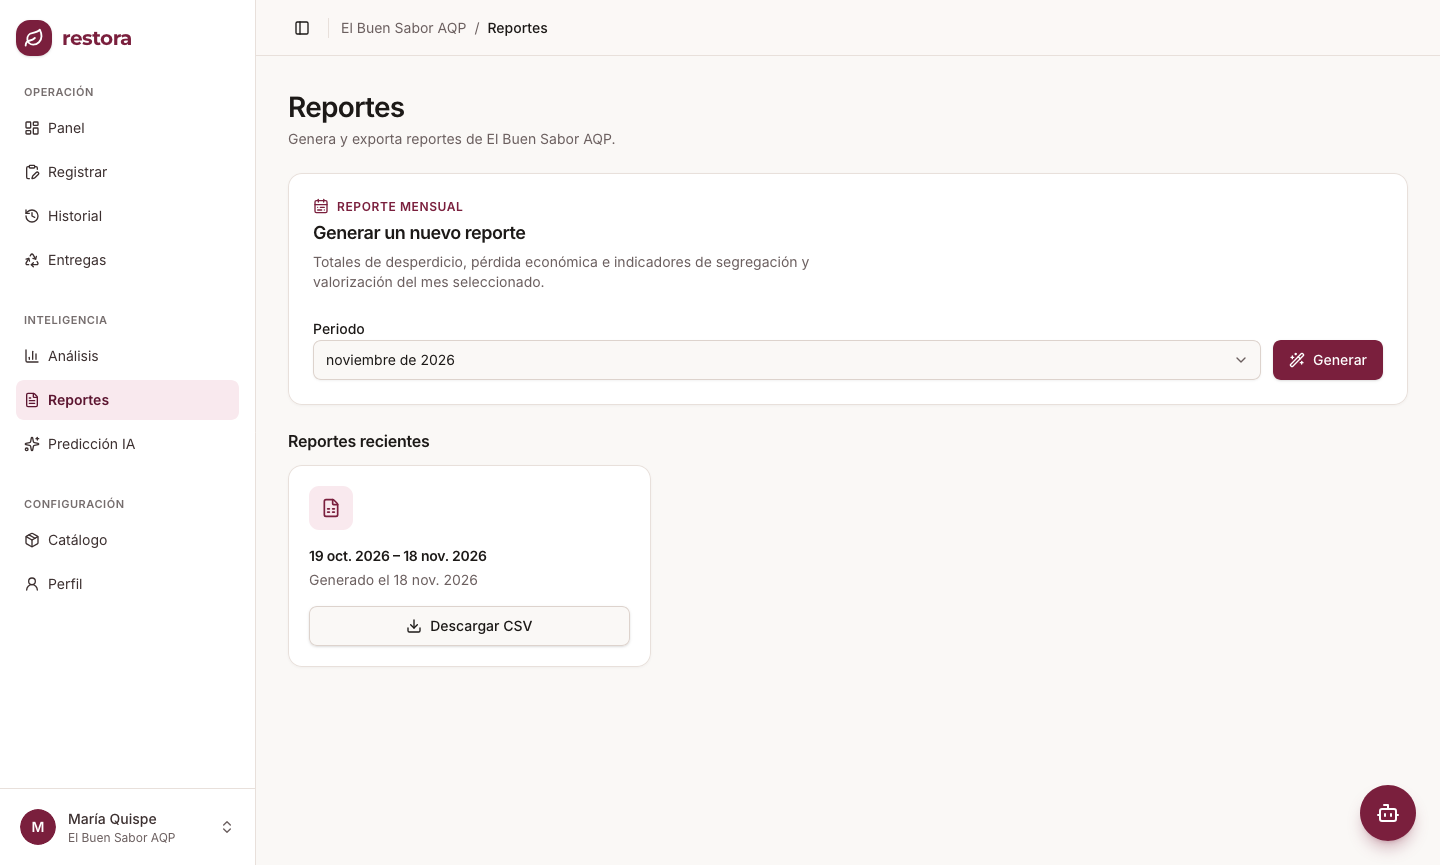 restora
OPERACIÓN
Panel
Registrar
Historial
Entregas
INTELIGENCIA
Análisis
Reportes
Predicción IA
CONFIGURACIÓN
Catálogo
Perfil
M
María Quispe
El Buen Sabor AQP
El Buen Sabor AQP / Reportes
Reportes
Genera y exporta reportes de El Buen Sabor AQP.
REPORTE MENSUAL
Generar un nuevo reporte
Totales de desperdicio, pérdida económica e indicadores de segregación y
valorización del mes seleccionado.
Periodo
noviembre de 2026
Generar
Reportes recientes
19 oct. 2026 – 18 nov. 2026
Generado el 18 nov. 2026
Descargar CSV